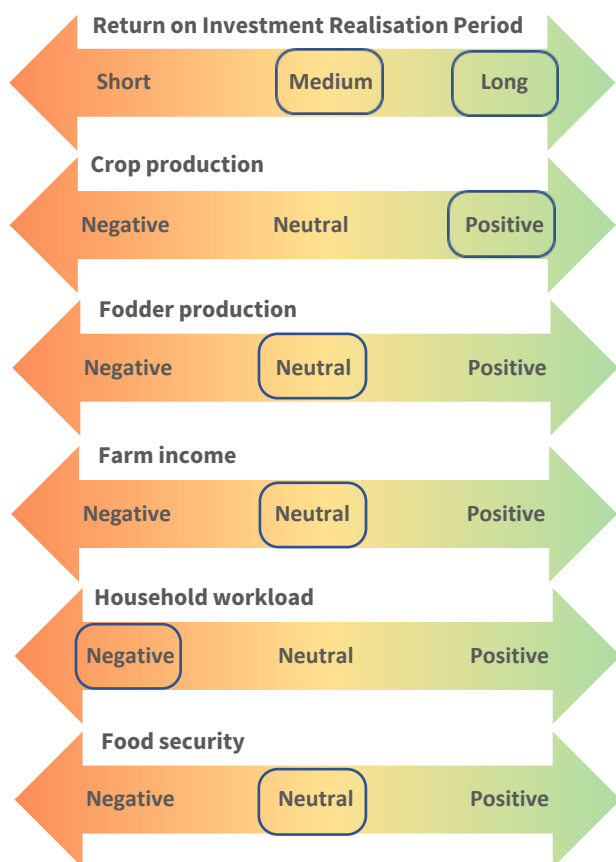 Return on Investment Realisation Period
Short Medium Long
Crop production
Negative Neutral Positive
Fodder production
Negative Neutral Positive
Farm income
Negative Neutral Positive
Household workload
Negative Neutral Positive
Food security
Negative Neutral Positive